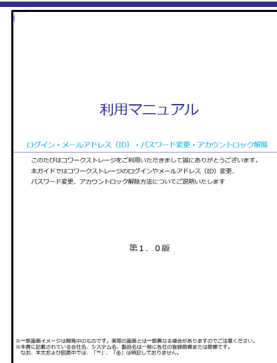 利用マニュアル
ログイン・メールアドレス（ID）・パスワード変更・アカウントロック解除
このたびはコワークストレージをご利用いただきまして誠にありがとうございます。
本ガイドではコワークストレージのログインやメールアドレス（ID）変更、
パスワード変更、アカウントロック解除方法についてご説明いたします
第1．0版
※一部画面イメージは開発中のものです。実際の画面とは一部異なる場合がありますのでご注意ください。
※本書に記載されている会社名、システム名、製品名は一般に各社の登録商標または商標です。
なお、本文および図表中では、「™」、「®」は明記しておりません。